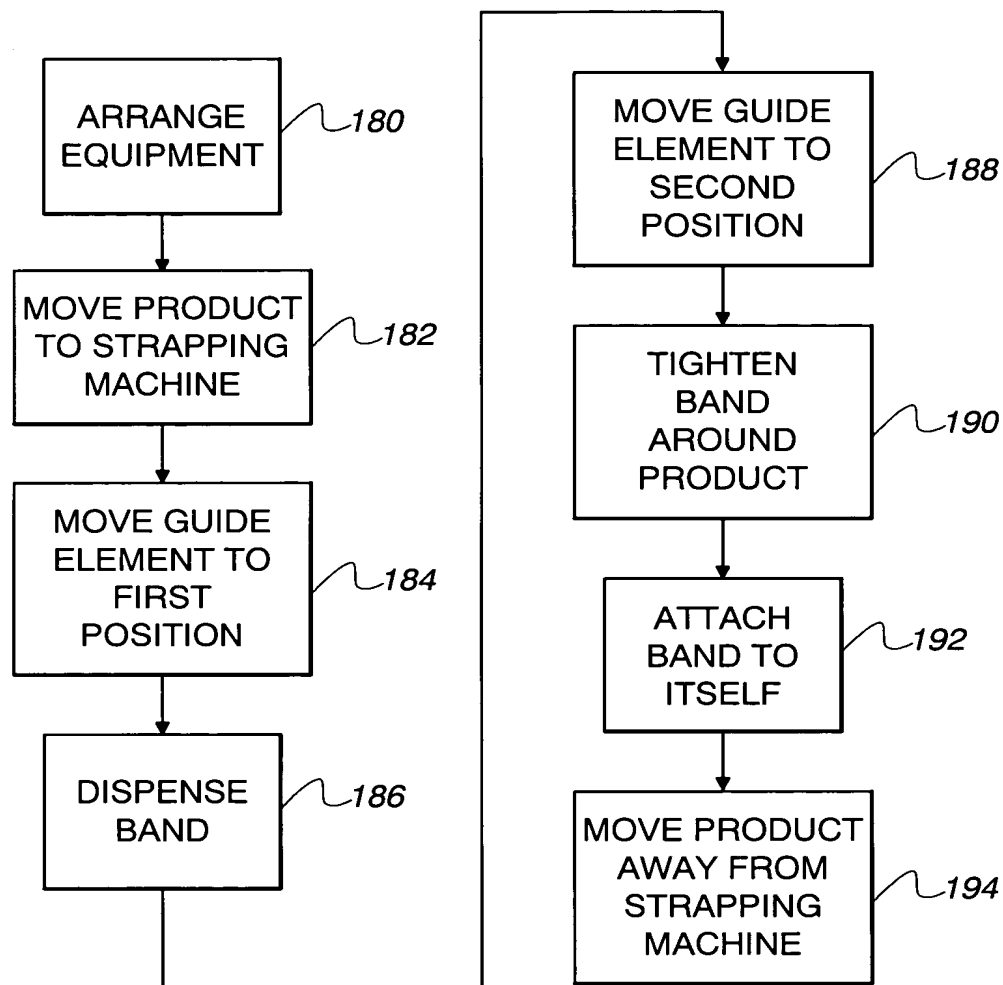 ARRANGE
EQUIPMENT
180
MOVE PRODUCT
TO STRAPPING
MACHINE
182
MOVE GUIDE
ELEMENT TO
FIRST
POSITION
184
DISPENSE
BAND
186
MOVE GUIDE
ELEMENT TO
SECOND
POSITION
188
TIGHTEN
BAND
AROUND
PRODUCT
190
ATTACH
BAND TO
ITSELF
192
MOVE PRODUCT
AWAY FROM
STRAPPING
MACHINE
194